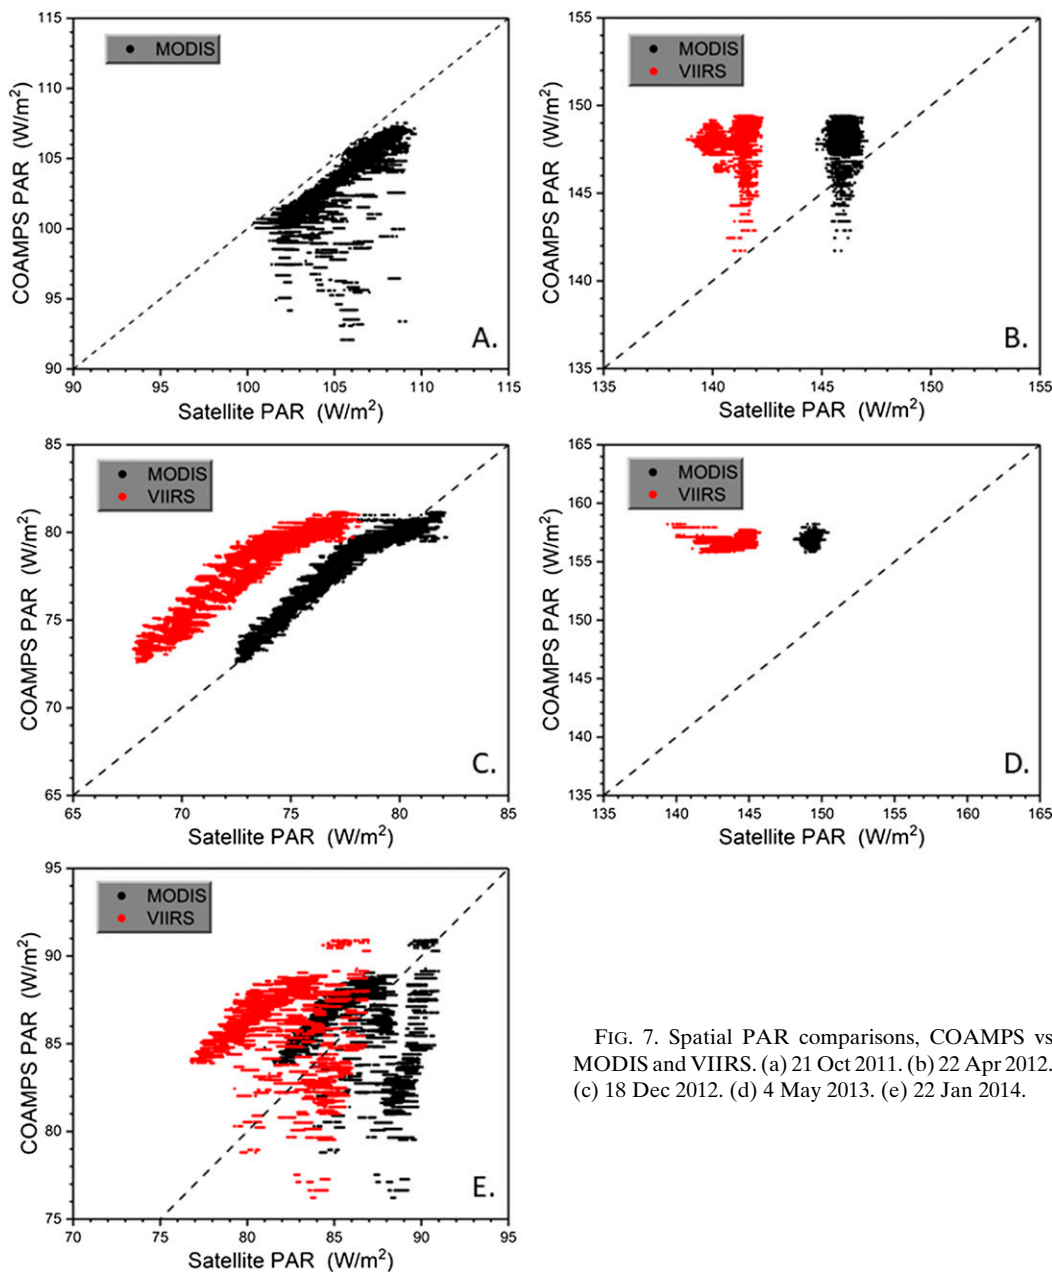 MODIS
COAMPS PAR (W/m²)
115
110
105
100
95
90
90 95 100 105 110 115
Satellite PAR (W/m²)
A.
MODIS
VIIRS
COAMPS PAR (W/m²)
155
150
145
140
135
135 140 145 150 155
Satellite PAR (W/m²)
B.
MODIS
VIIRS
COAMPS PAR (W/m²)
85
80
75
70
65
65 70 75 80 85
Satellite PAR (W/m²)
C.
MODIS
VIIRS
COAMPS PAR (W/m²)
165
160
155
150
145
140
135
135 140 145 150 155 160 165
Satellite PAR (W/m²)
D.
MODIS
VIIRS
COAMPS PAR (W/m²)
95
90
85
80
75
70 75 80 85 90 95
Satellite PAR (W/m²)
E.
FIG. 7. Spatial PAR comparisons, COAMPS vs
MODIS and VIIRS. (a) 21 Oct 2011. (b) 22 Apr 2012.
(c) 18 Dec 2012. (d) 4 May 2013. (e) 22 Jan 2014.